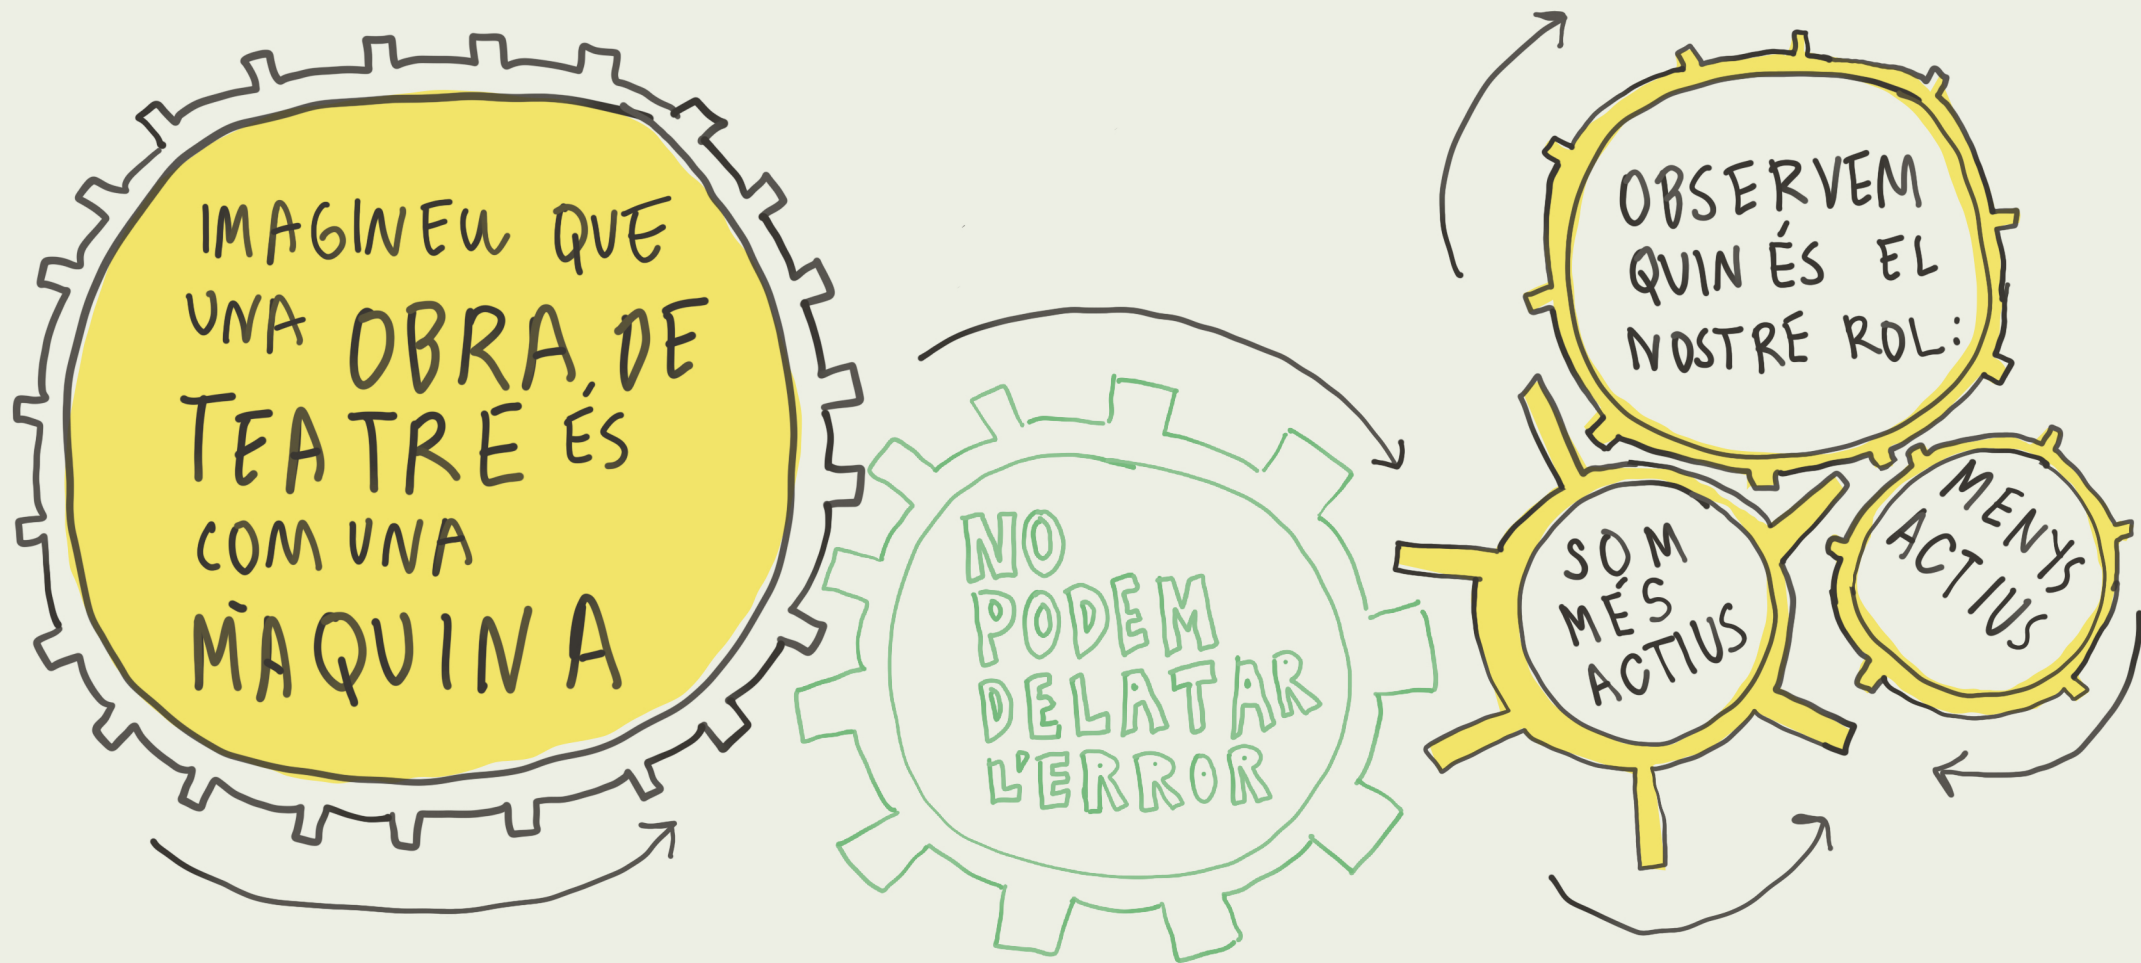 IMAGINEU QUE
UNA OBRA DE
TEATRE ÉS
COM UNA
MÀQUINA
NO
PODEM
DELATAR
L'ERROR
OBSERVEM
QUIN ÉS EL
NOSTRE ROL:
SOM
MÉS
ACTIUS
MENYS
ACTIUS